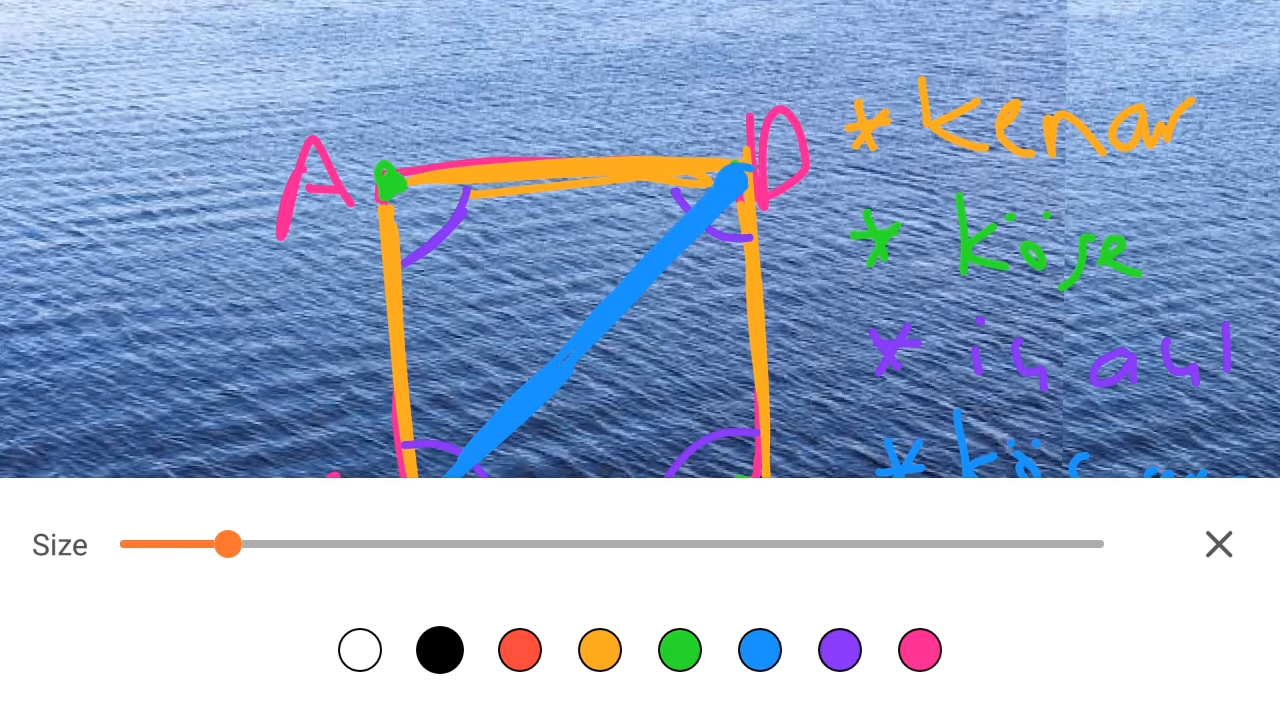 A D
* Kenar
* köşe
* iç açı
Size